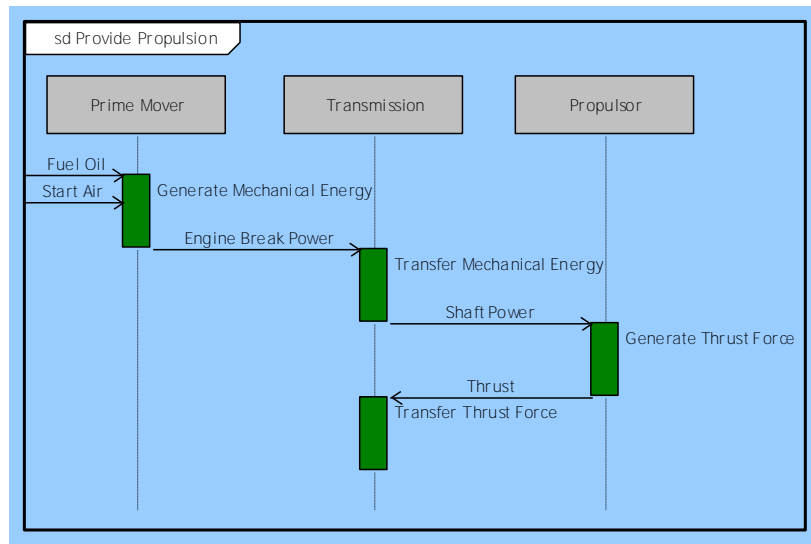 sd Provide Propulsion
Prime Mover
Transmission
Propulsor
Fuel Oil
Start Air
Generate Mechanical Energy
Engine Break Power
Transfer Mechanical Energy
Shaft Power
Generate Thrust Force
Thrust
Transfer Thrust Force